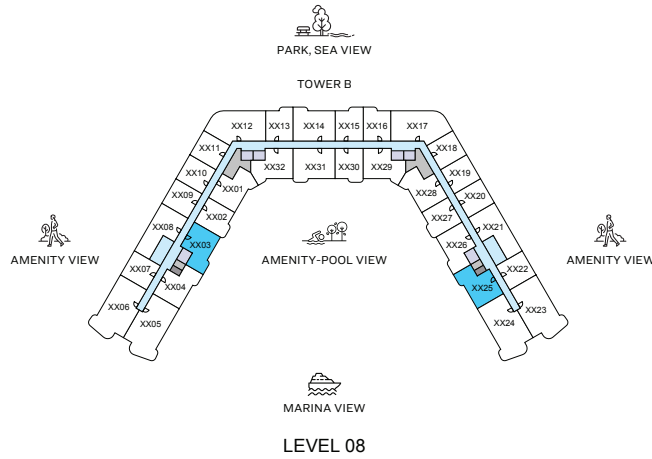 PARK, SEA VIEW
TOWER B
XX12 XX13 XX14 XX15 XX16 XX17
XX11 XX18
XX32 XX31 XX30 XX29
XX10 XX01 XX28 XX19
XX09 XX02 XX27 XX20
XX08 XX03 XX26 XX21
AMENITY VIEW
AMENITY-POOL VIEW
AMENITY VIEW
XX07 XX04 XX25 XX22
XX06 XX05 XX24 XX23
MARINA VIEW
LEVEL 08